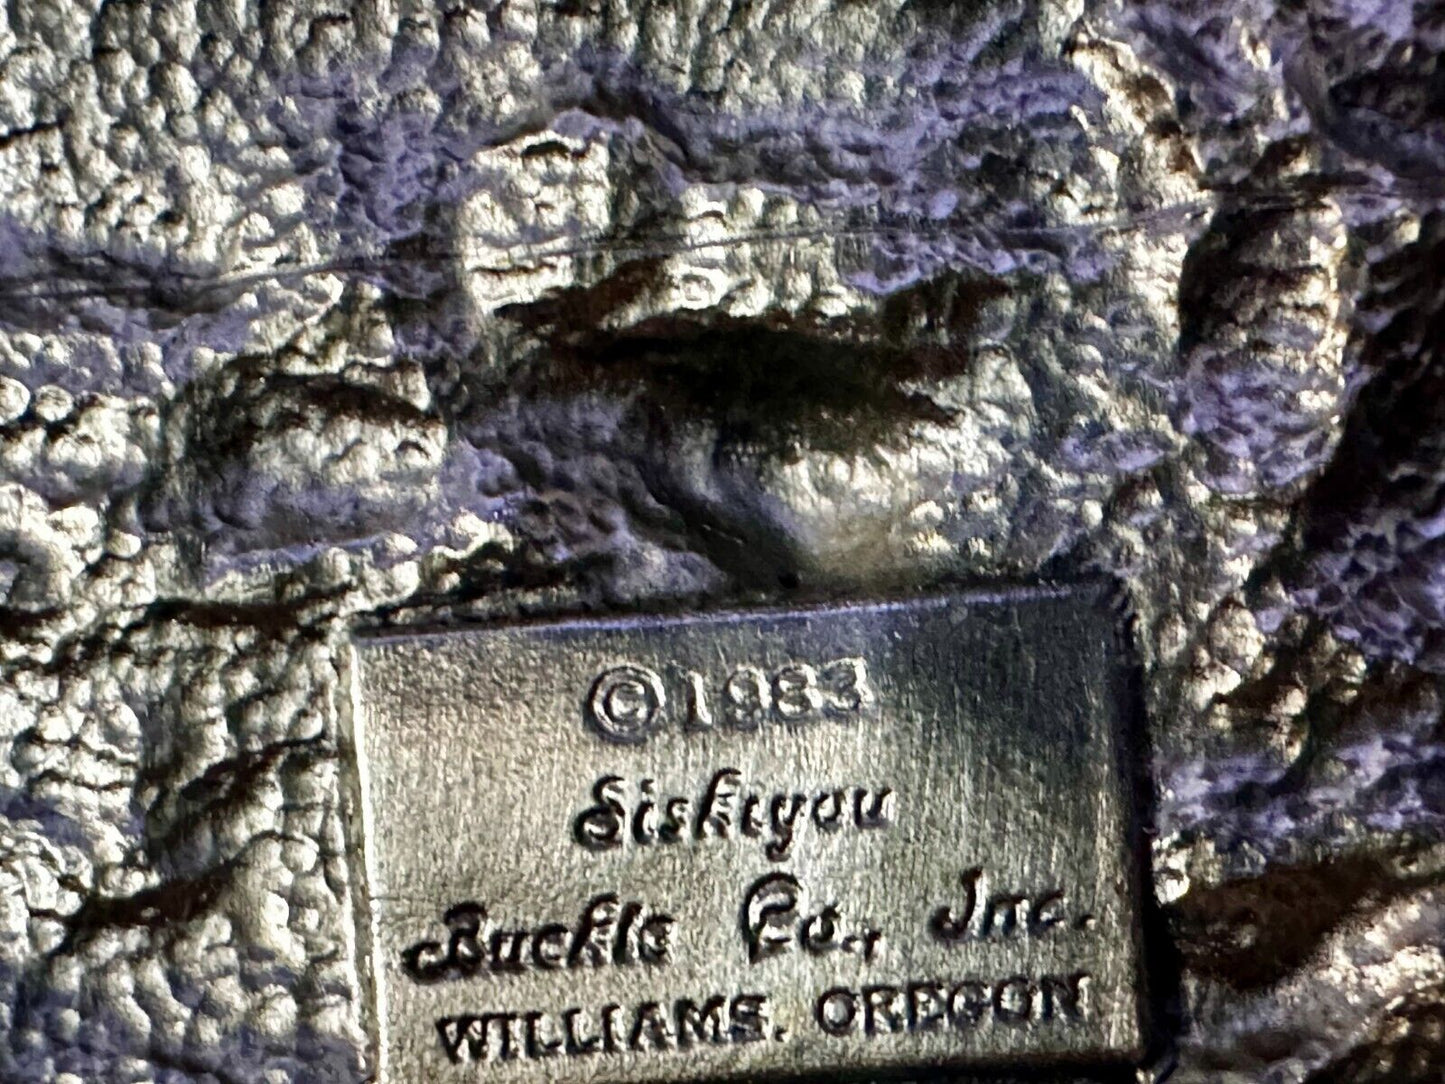 ©1983
Siskiyou
Buckle Co., Inc.
WILLIAMS, OREGON